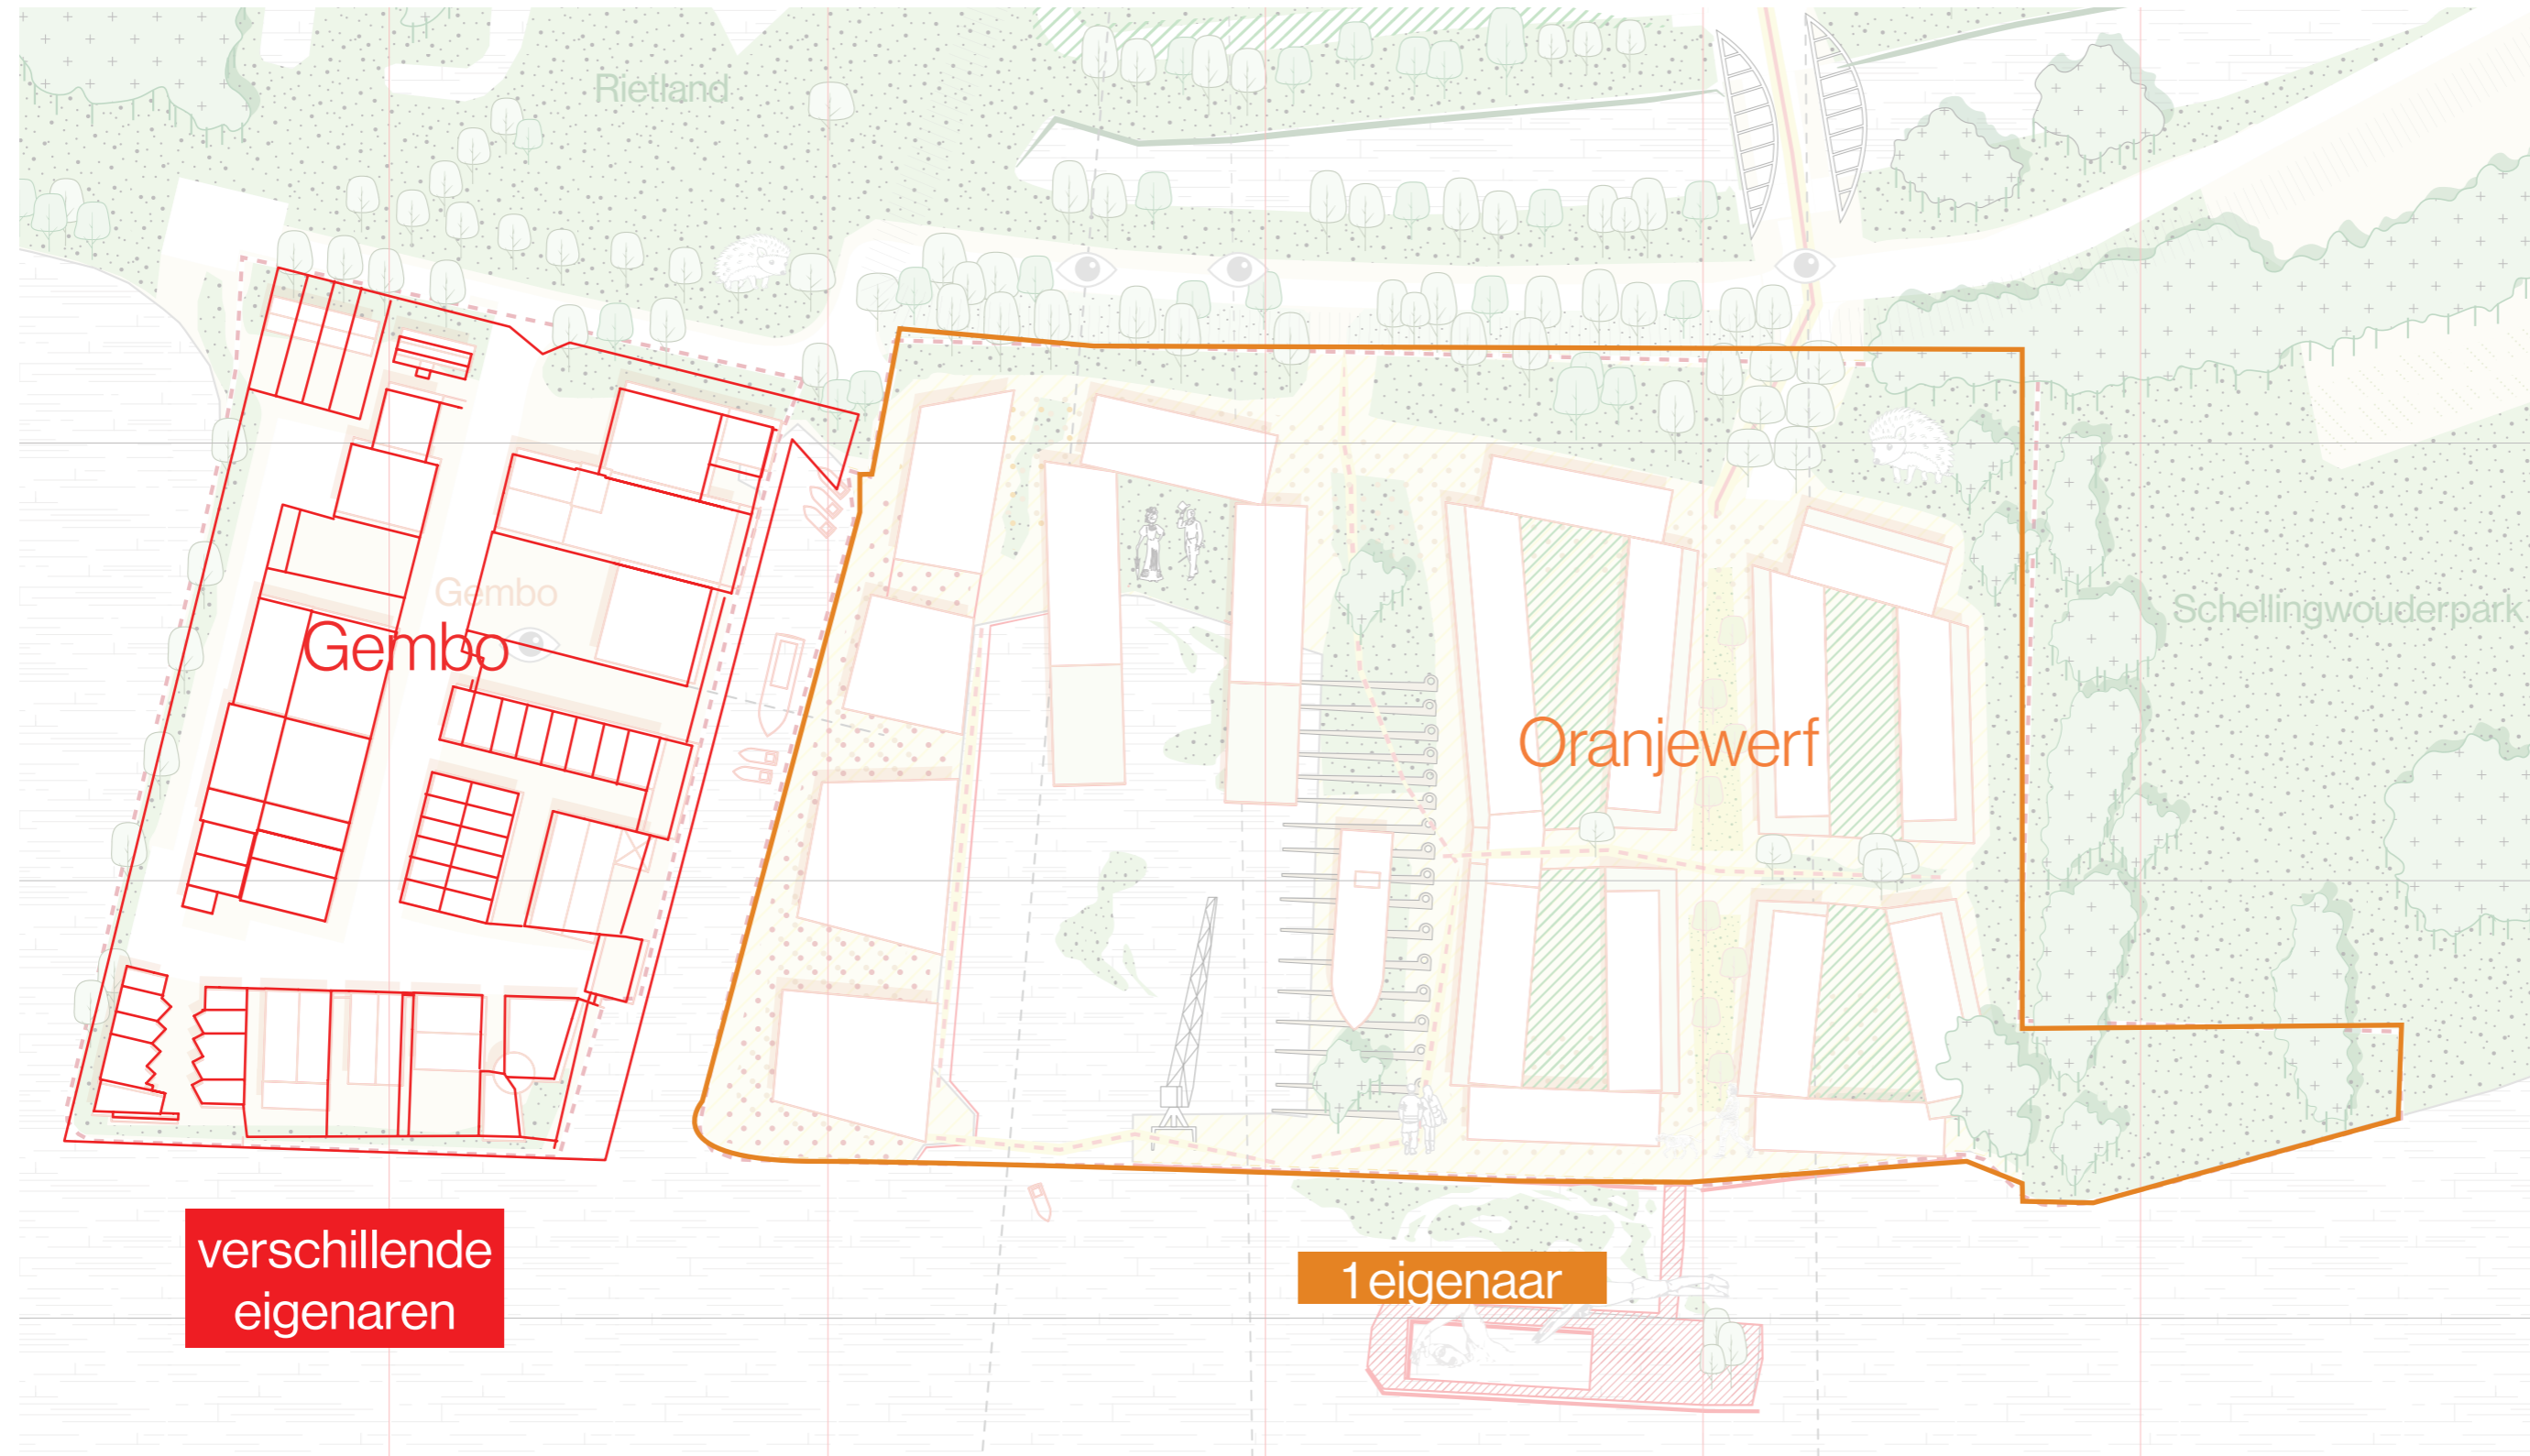 Rietland
Gembo
Gembo
Schellingwouderpark
Oranjewerf
verschillende
eigenaren
1 eigenaar